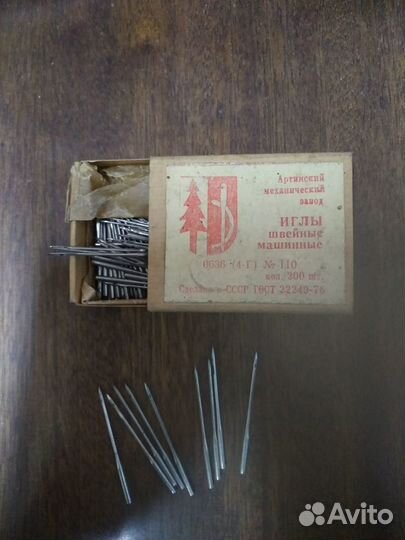 Артинский
механический
завод
ИГЛЫ
швейные
машинные
0636-(4-Г) № 110
кол. 200 шт.
Сделано в СССР ГОСТ 22249-76
Avito